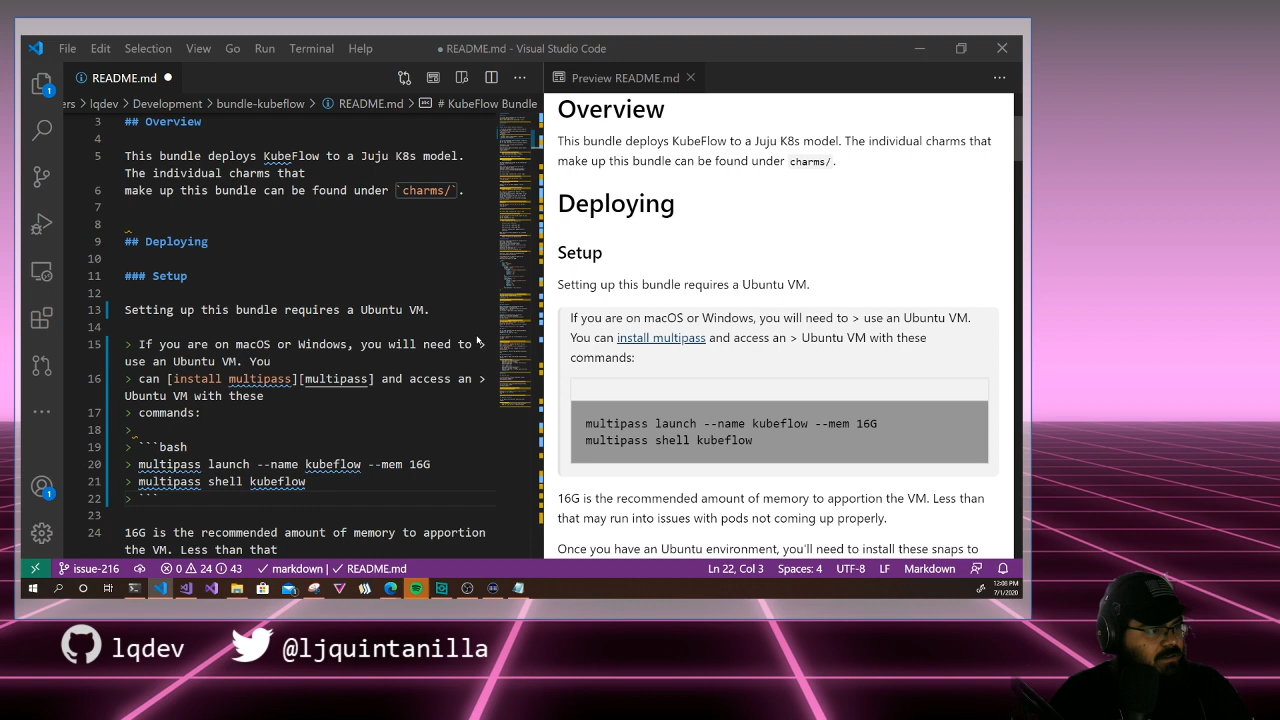 File Edit Selection View Go Run Terminal Help
● README.md - Visual Studio Code
README.md
Preview README.md
ers > lqdev > Development > bundle-kubeflow > README.md > # KubeFlow Bundle
3 ## Overview
4
5 This bundle deploys KubeFlow to a Juju K8s model.
The individual charms that
6 make up this bundle can be found under `charms/`.
7
8
9 ## Deploying
10
11 ### Setup
12
13 Setting up this bundle requires a Ubuntu VM.
14
15 > If you are on macOS or Windows, you will need to >
use an Ubuntu VM. You
16 > can [install multipass][multipass] and access an >
Ubuntu VM with these
17 > commands:
18 >
19 > ```bash
20 > multipass launch --name kubeflow --mem 16G
21 > multipass shell kubeflow
22 > ```
23
24 16G is the recommended amount of memory to apportion
the VM. Less than that
Overview
This bundle deploys KubeFlow to a Juju K8s model. The individual charms that
make up this bundle can be found under charms/.
Deploying
Setup
Setting up this bundle requires a Ubuntu VM.
If you are on macOS or Windows, you will need to > use an Ubuntu VM.
You can install multipass and access an > Ubuntu VM with these
commands:
multipass launch --name kubeflow --mem 16G
multipass shell kubeflow
16G is the recommended amount of memory to apportion the VM. Less than
that may run into issues with pods not coming up properly.
Once you have an Ubuntu environment, you'll need to install these snaps to
1
1
issue-216 0 24 43 markdown | README.md Ln 22, Col 3 Spaces: 4 UTF-8 LF Markdown
12:08 PM
7/1/2020
lqdev @ljquintanilla